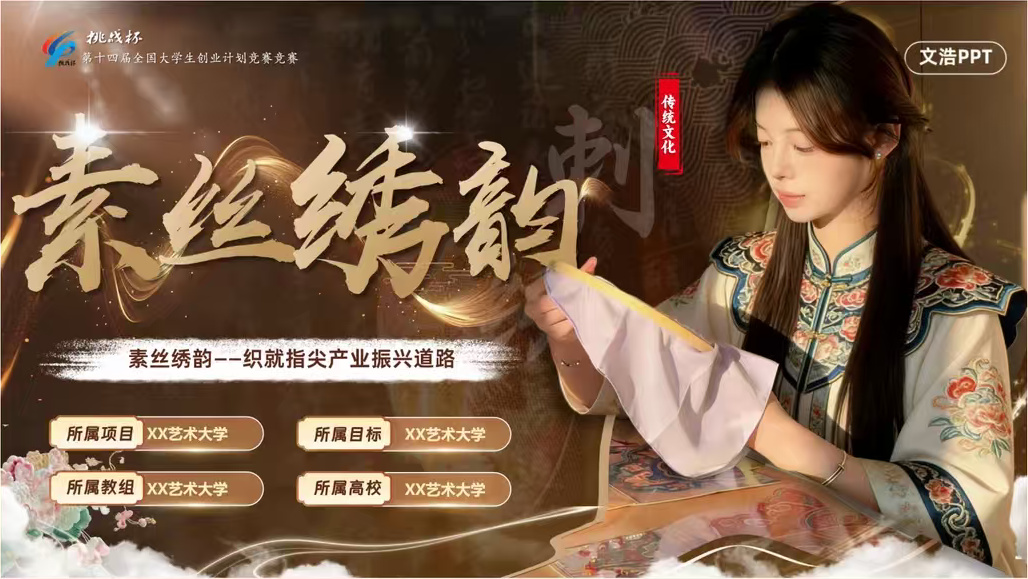 挑战杯
第十四届全国大学生创业计划竞赛竞赛
挑战杯
文浩PPT
传统文化
刺
素丝绣韵
素丝绣韵——织就指尖产业振兴道路
所属项目 XX艺术大学
所属目标 XX艺术大学
所属教组 XX艺术大学
所属高校 XX艺术大学